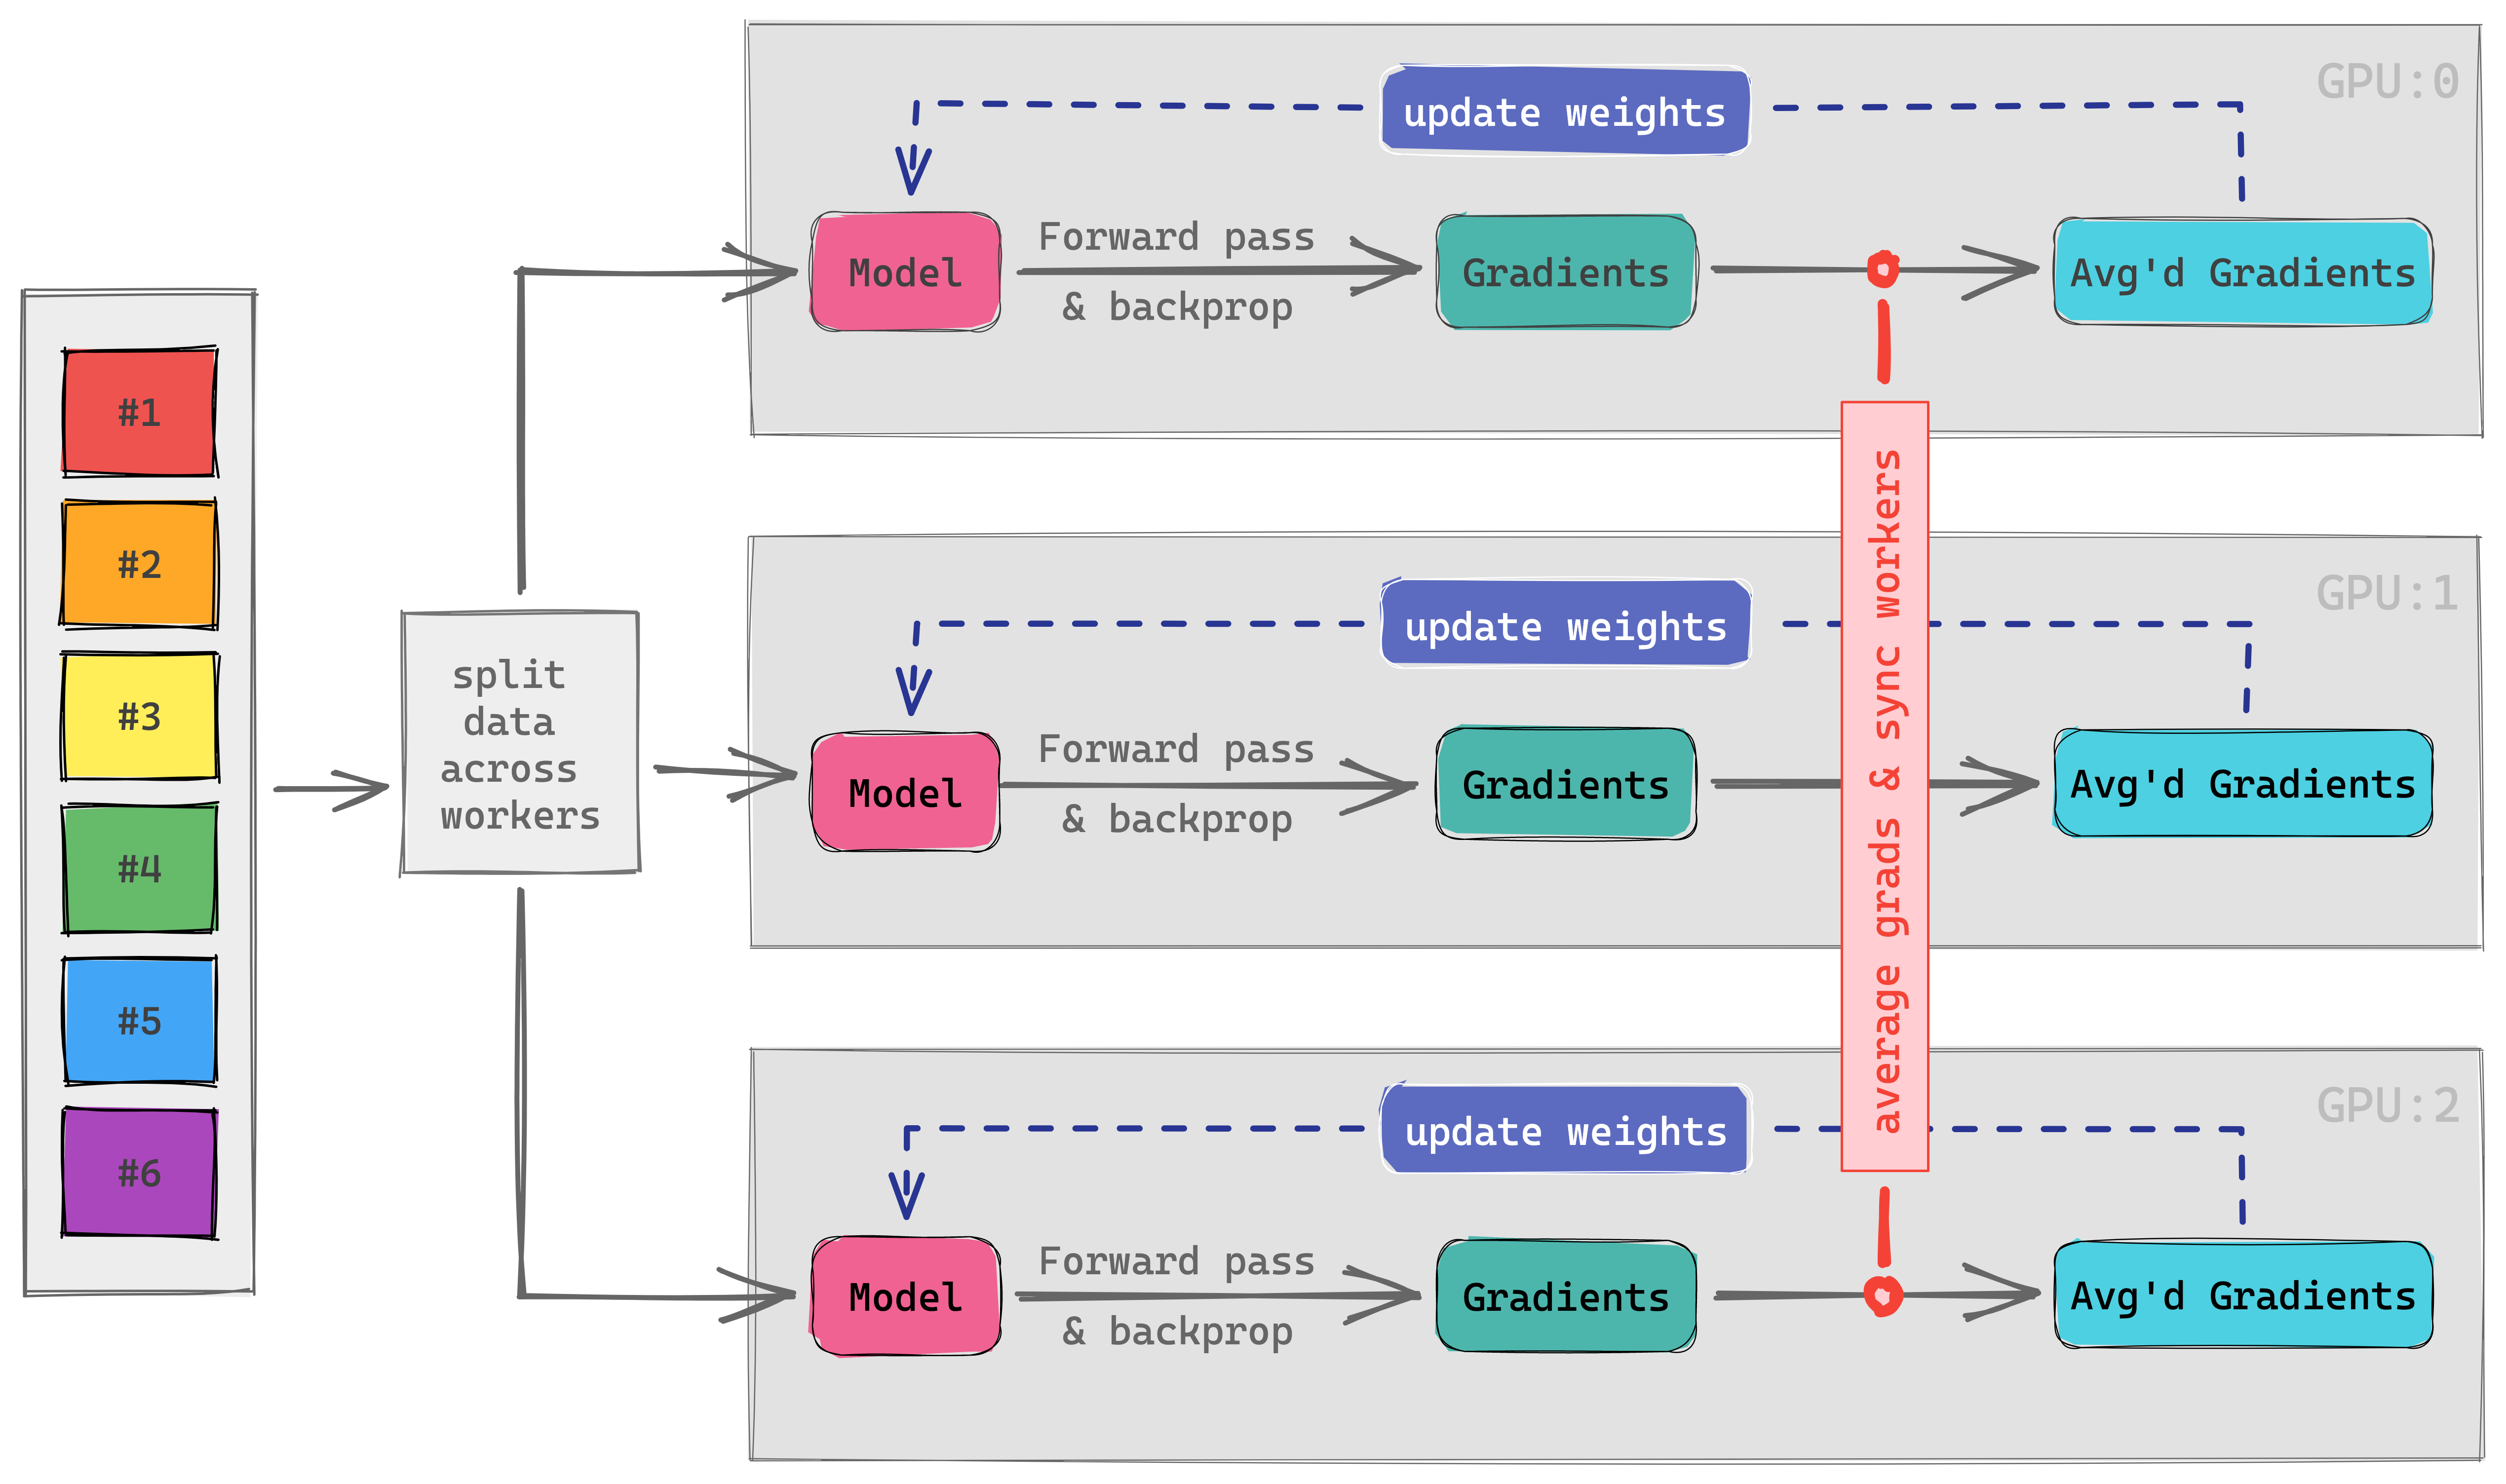 #1
#2
#3
#4
#5
#6
split
data
across
workers
GPU:0
update weights
Model
Forward pass
& backprop
Gradients
Avg'd Gradients
average grads & sync workers
GPU:1
update weights
Model
Forward pass
& backprop
Gradients
Avg'd Gradients
GPU:2
update weights
Model
Forward pass
& backprop
Gradients
Avg'd Gradients